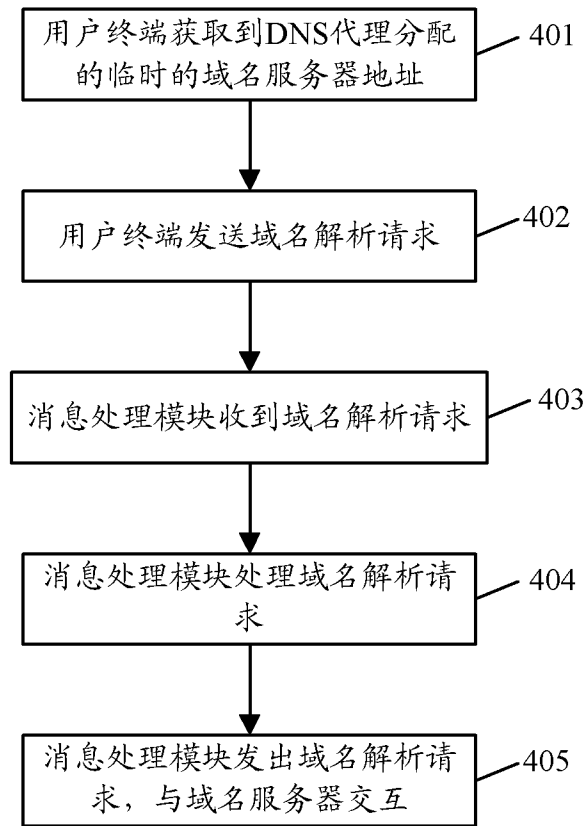 用户终端获取到DNS代理分配
的临时的域名服务器地址
401
用户终端发送域名解析请求
402
消息处理模块收到域名解析请求
403
消息处理模块处理域名解析请
求
404
消息处理模块发出域名解析请
求，与域名服务器交互
405